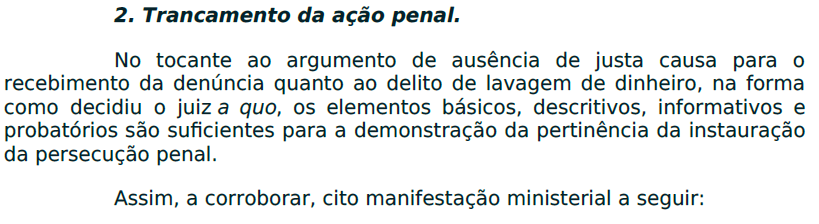 2. Trancamento da ação penal.
No tocante ao argumento de ausência de justa causa para o
recebimento da denúncia quanto ao delito de lavagem de dinheiro, na forma
como decidiu o juiz a quo, os elementos básicos, descritivos, informativos e
probatórios são suficientes para a demonstração da pertinência da instauração
da persecução penal.
Assim, a corroborar, cito manifestação ministerial a seguir: